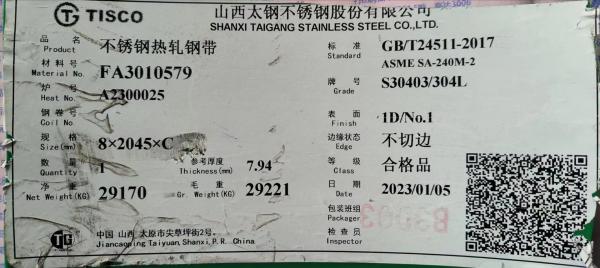 TISCO
山西太钢不锈钢股份有限公司
SHANXI TAIGANG STAINLESS STEEL CO.,LTD.
品名 Product 不锈钢热轧钢带
标准 Standard GB/T24511-2017
ASME SA-240M-2
材料号 Material No. FA3010579
牌号 Grade S30403/304L
炉号 Heat No. A2300025
钢卷号 Coil No.
表面 Finish 1D/No.1
规格 Size(mm) 8×2045×C
边缘状态 Edge 不切边
数量 Quantity 1
参考厚度 Thickness(mm) 7.94
等级 Class 合格品
净重 Net Weight(KG) 29170
毛重 Gr. Weight(KG) 29221
日期 Date 2023/01/05
包装班组 Packager
检查员 Inspector
中国 山西 太原市尖草坪街2号。
Jiancaoping Taiyuan, Shanxi, P.R. China